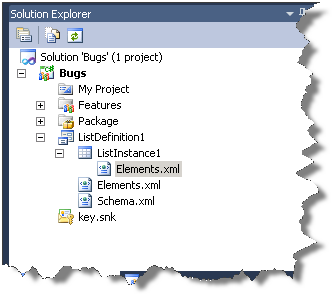 Solution Explorer
Solution 'Bugs' (1 project)
Bugs
My Project
Features
Package
ListDefinition1
ListInstance1
Elements.xml
Elements.xml
Schema.xml
key.snk